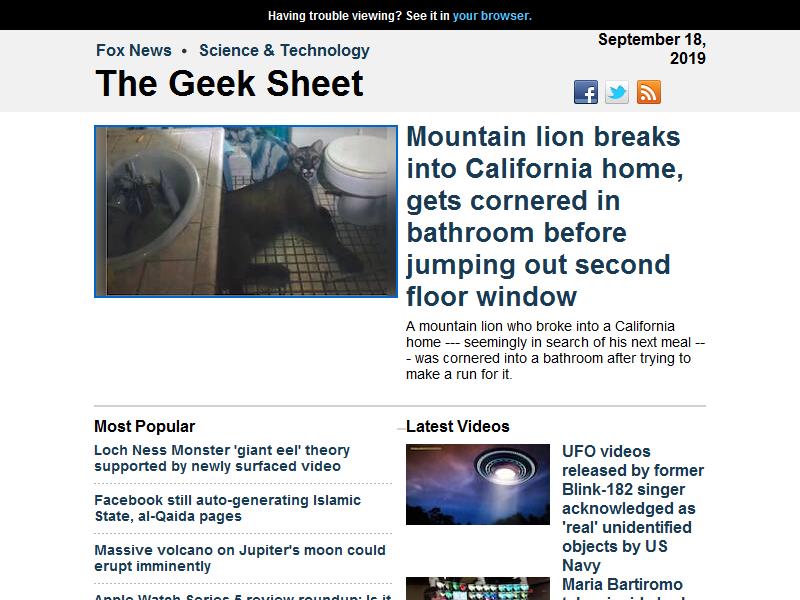 Having trouble viewing? See it in your browser.
Fox News • Science & Technology
The Geek Sheet
September 18,
2019
Mountain lion breaks
into California home,
gets cornered in
bathroom before
jumping out second
floor window
A mountain lion who broke into a California
home --- seemingly in search of his next meal --
- was cornered into a bathroom after trying to
make a run for it.
Most Popular
Loch Ness Monster 'giant eel' theory
supported by newly surfaced video
Facebook still auto-generating Islamic
State, al-Qaida pages
Massive volcano on Jupiter's moon could
erupt imminently
Apple Watch Series 5 review roundup: Is it
Latest Videos
UFO videos
released by former
Blink-182 singer
acknowledged as
'real' unidentified
objects by US
Navy
Maria Bartiromo